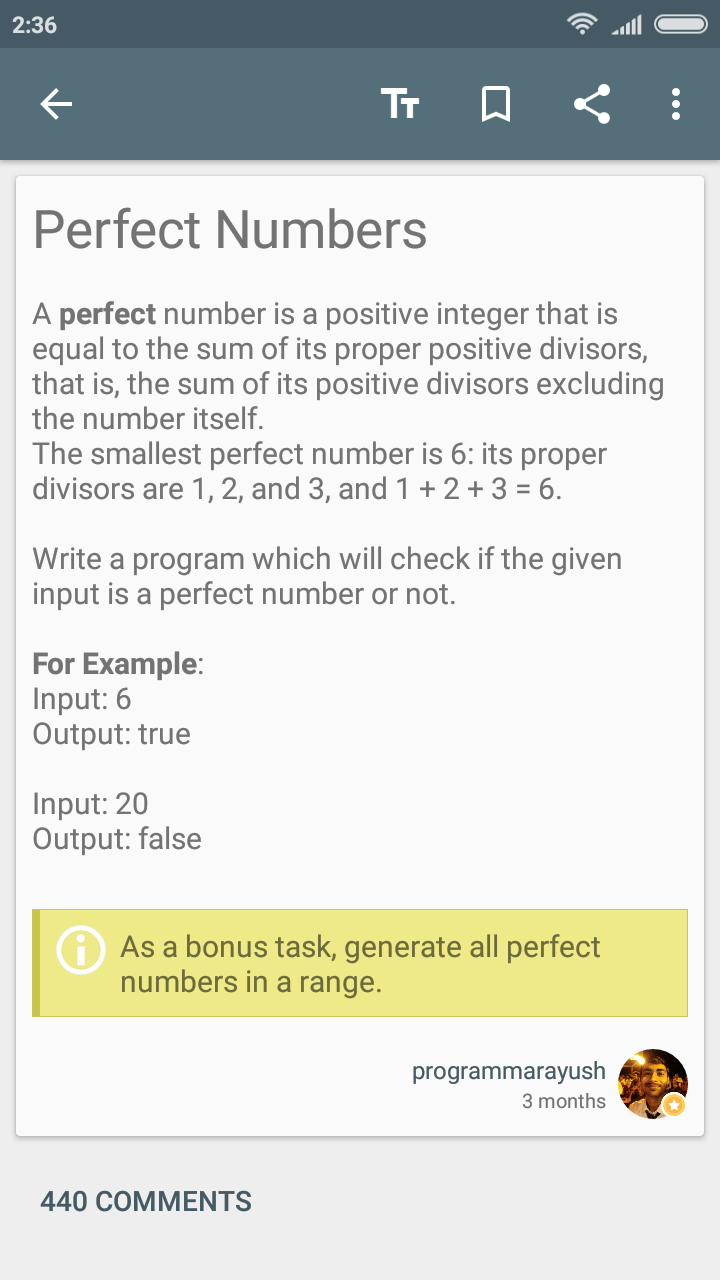 2:36
Perfect Numbers
A perfect number is a positive integer that is
equal to the sum of its proper positive divisors,
that is, the sum of its positive divisors excluding
the number itself.
The smallest perfect number is 6: its proper
divisors are 1, 2, and 3, and 1 + 2 + 3 = 6.
Write a program which will check if the given
input is a perfect number or not.
For Example:
Input: 6
Output: true
Input: 20
Output: false
As a bonus task, generate all perfect
numbers in a range.
programmarayush
3 months
440 COMMENTS